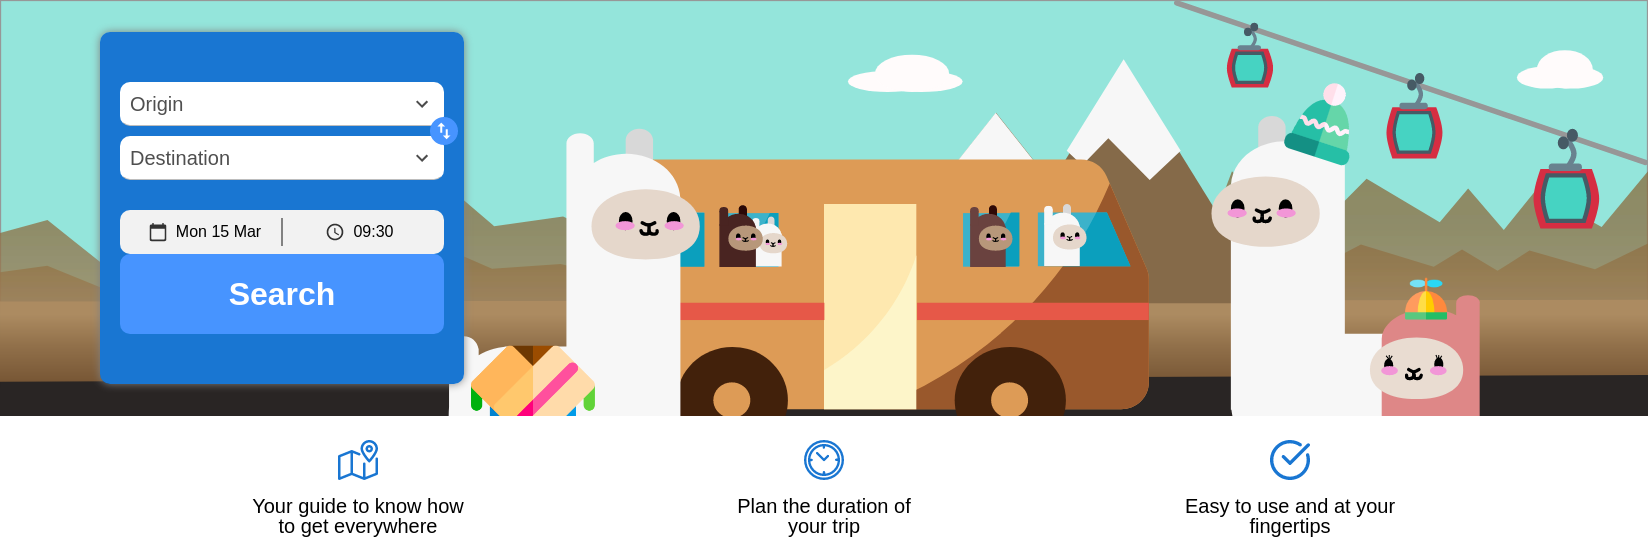 Origin
Destination
Mon 15 Mar
09:30
Search
Your guide to know how
to get everywhere
Plan the duration of
your trip
Easy to use and at your
fingertips